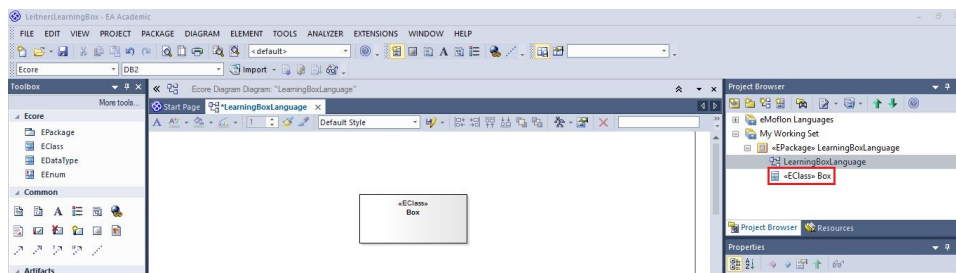 LeitnersLearningBox - EA Academic
FILE EDIT VIEW PROJECT PACKAGE DIAGRAM ELEMENT TOOLS ANALYZER EXTENSIONS WINDOW HELP
<default>
Ecore DB2 Import
Toolbox
More tools...
Ecore
EPackage
EClass
EDataType
EEnum
Common
Artifacts
Ecore Diagram Diagram: "LearningBoxLanguage"
Start Page *LearningBoxLanguage
1 Default Style
«EClass»
Box
Project Browser
eMoflon Languages
My Working Set
«EPackage» LearningBoxLanguage
LearningBoxLanguage
«EClass» Box
Project Browser Resources
Properties